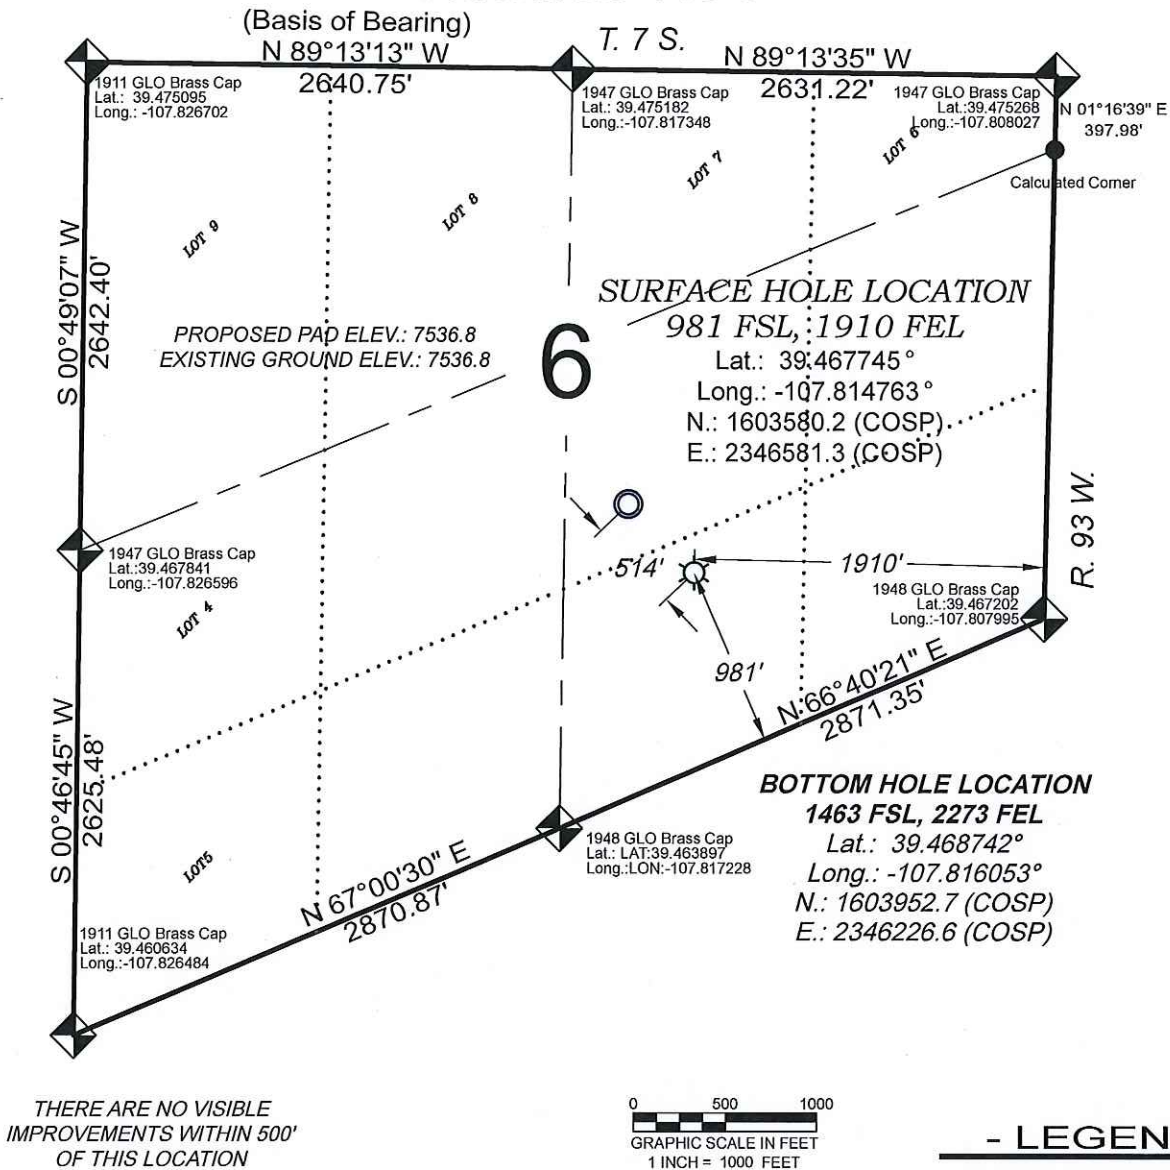 (Basis of Bearing)
N 89°13'13" W
2640.75'
T. 7 S.
N 89°13'35" W
2631.22'
1911 GLO Brass Cap
Lat.: 39.475095
Long.: -107.826702
1947 GLO Brass Cap
Lat.: 39.475182
Long.:-107.817348
1947 GLO Brass Cap
Lat.:39.475268
Long.:-107.808027
N 01°16'39" E
397.98'
Calculated Corner
LOT 9
LOT 8
LOT 7
LOT 6
S 00°49'07" W
2642.40'
PROPOSED PAD ELEV.: 7536.8
EXISTING GROUND ELEV.: 7536.8
6
SURFACE HOLE LOCATION
981 FSL, 1910 FEL
Lat.: 39.467745°
Long.: -107.814763°
N.: 1603580.2 (COSP)
E.: 2346581.3 (COSP)
R. 93 W.
1947 GLO Brass Cap
Lat.:39.467841
Long.:-107.826596
LOT 4
514'
1910'
981'
1948 GLO Brass Cap
Lat.:39.467202
Long.:-107.807995
N 66°40'21" E
2871.35'
S 00°46'45" W
2625.48'
LOT5
1948 GLO Brass Cap
Lat.: LAT:39.463897
Long.:LON:-107.817228
BOTTOM HOLE LOCATION
1463 FSL, 2273 FEL
Lat.: 39.468742°
Long.: -107.816053°
N.: 1603952.7 (COSP)
E.: 2346226.6 (COSP)
N 67°00'30" E
2870.87'
1911 GLO Brass Cap
Lat.: 39.460634
Long.:-107.826484
THERE ARE NO VISIBLE
IMPROVEMENTS WITHIN 500'
OF THIS LOCATION
0 500 1000
GRAPHIC SCALE IN FEET
1 INCH = 1000 FEET
- LEGEN